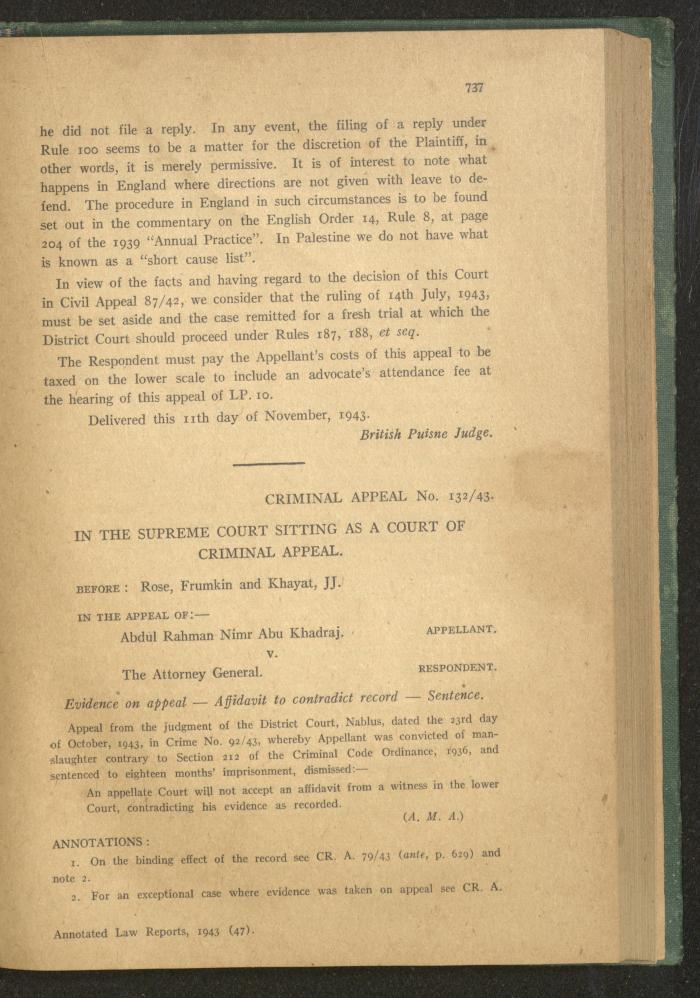 737
he did not file a reply. In any event, the filing of a reply under
Rule 100 seems to be a matter for the discretion of the Plaintiff, in
other words, it is merely permissive. It is of interest to note what
happens in England where directions are not given with leave to de-
fend. The procedure in England in such circumstances is to be found
set out in the commentary on the English Order 14, Rule 8, at page
204 of the 1939 "Annual Practice". In Palestine we do not have what
is known as a "short cause list".
In view of the facts and having regard to the decision of this Court
in Civil Appeal 87/42, we consider that the ruling of 14th July, 1943,
must be set aside and the case remitted for a fresh trial at which the
District Court should proceed under Rules 187, 188, et seq.
The Respondent must pay the Appellant's costs of this appeal to be
taxed on the lower scale to include an advocate's attendance fee at
the hearing of this appeal of LP. 10.
Delivered this 11th day of November, 1943.
British Puisne Judge.
CRIMINAL APPEAL No. 132/43.
IN THE SUPREME COURT SITTING AS A COURT OF
CRIMINAL APPEAL.
BEFORE: Rose, Frumkin and Khayat, JJ.
IN THE APPEAL OF:—
Abdul Rahman Nimr Abu Khadraj. APPELLANT.
v.
The Attorney General. RESPONDENT.
Evidence on appeal — Affidavit to contradict record — Sentence.
Appeal from the judgment of the District Court, Nablus, dated the 23rd day
of October, 1943, in Crime No. 92/43, whereby Appellant was convicted of man-
slaughter contrary to Section 212 of the Criminal Code Ordinance, 1936, and
sentenced to eighteen months' imprisonment, dismissed:—
An appellate Court will not accept an affidavit from a witness in the lower
Court, contradicting his evidence as recorded.
(A. M. A.)
ANNOTATIONS:
1. On the binding effect of the record see CR. A. 79/43 (ante, p. 629) and
note 2.
2. For an exceptional case where evidence was taken on appeal see CR. A.
Annotated Law Reports, 1943 (47).